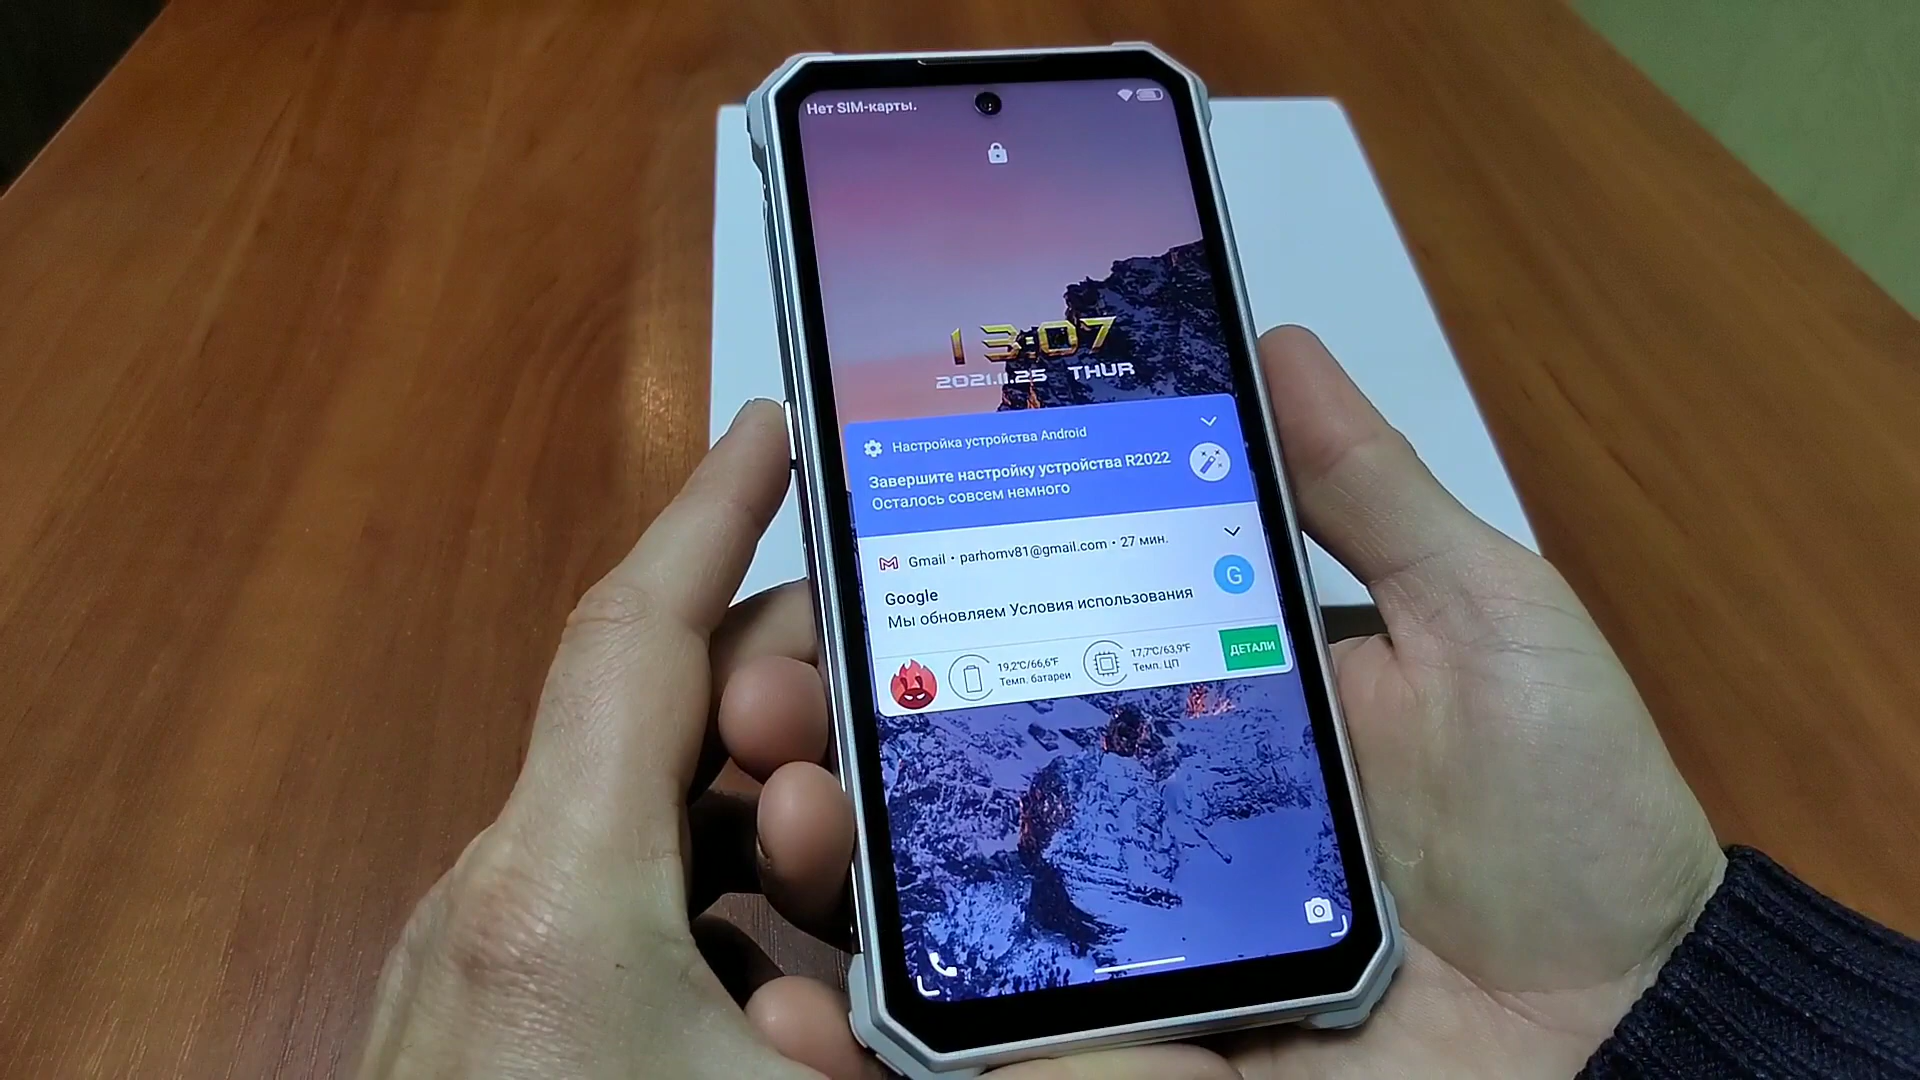 Нет SIM-карты.
13:07
2021.11.25 THUR
Настройка устройства Android
Завершите настройку устройства R2022
Осталось совсем немного
Gmail • parhomv81@gmail.com • 27 мин.
Google
G
Мы обновляем Условия использования
19,2°C/66,6°F
Темп. батареи
17,7°C/63,9°F
Темп. ЦП
ДЕТАЛИ